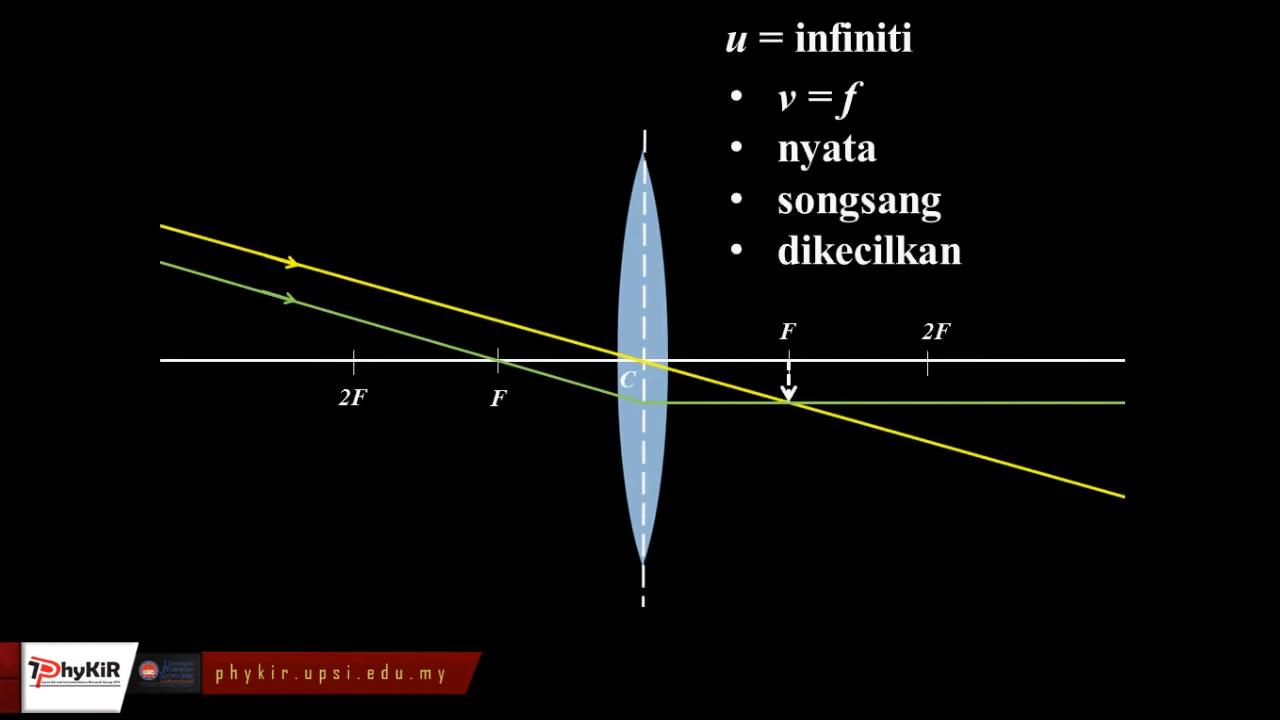 u = infiniti
• v = f
• nyata
• songsang
• dikecilkan
F 2F
C
2F F
PhyKiR
phykir.upsi.edu.my